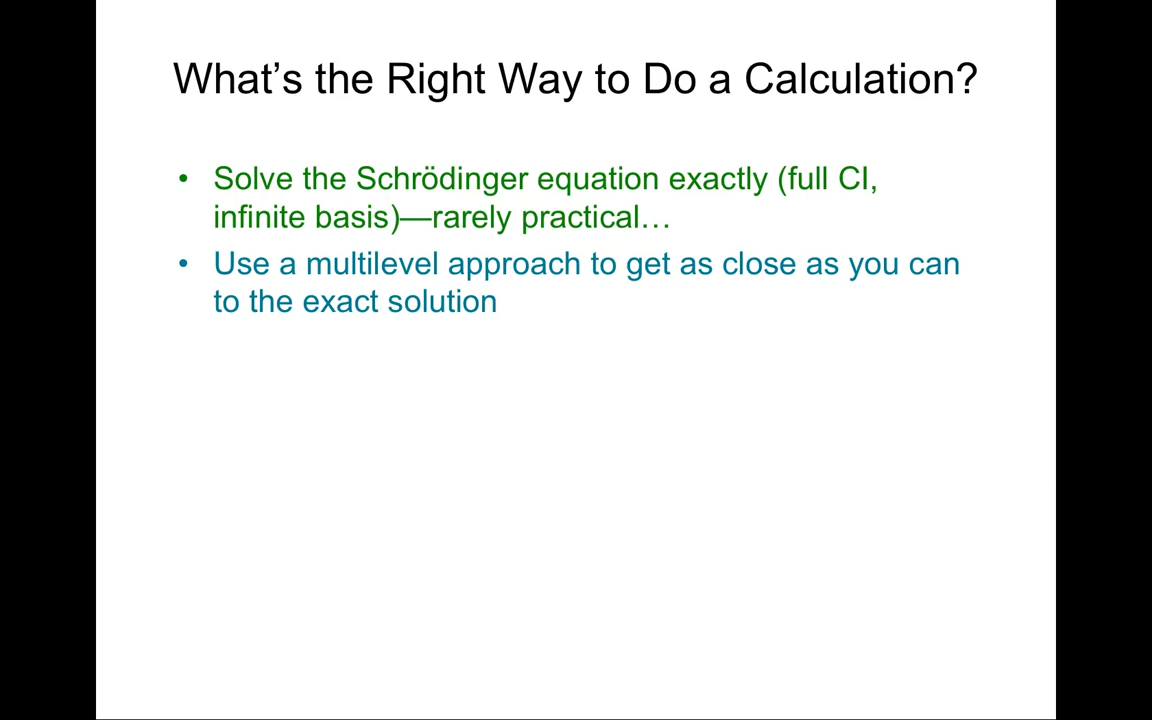 What’s the Right Way to Do a Calculation?
• Solve the Schrödinger equation exactly (full CI,
infinite basis)—rarely practical…
• Use a multilevel approach to get as close as you can
to the exact solution